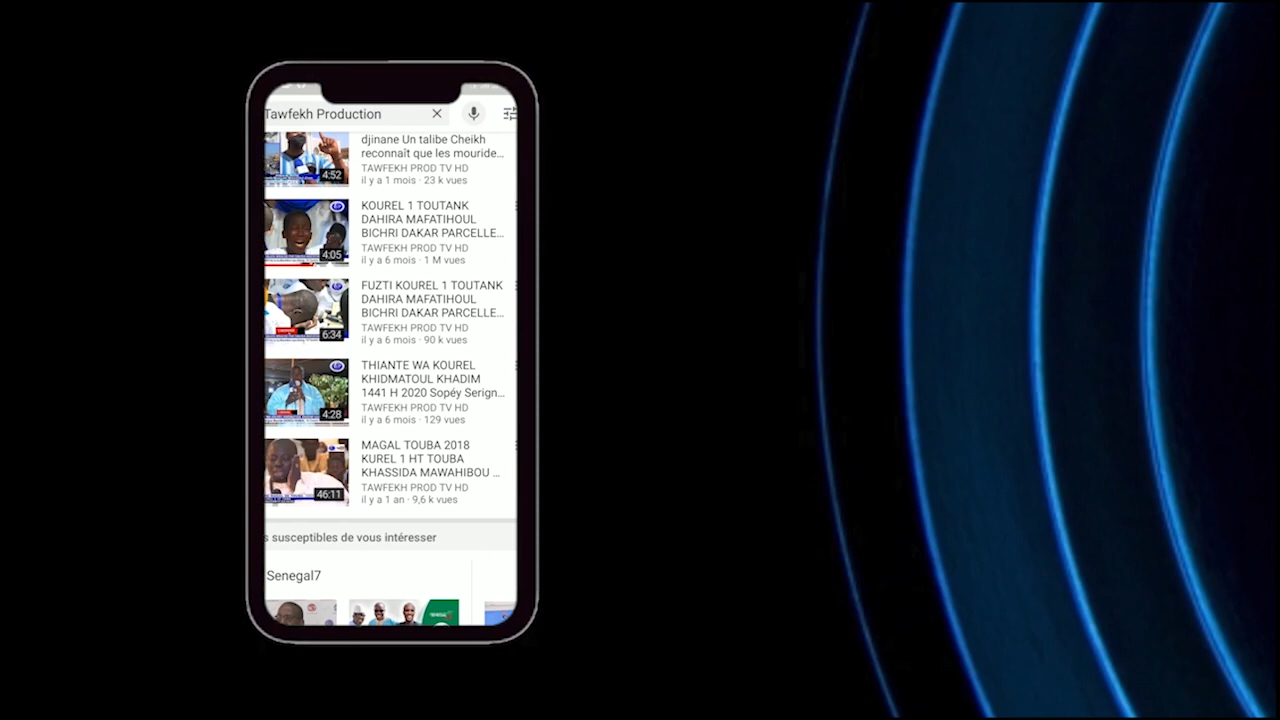 Tawfekh Production
djinane Un talibe Cheikh
reconnaît que les mouride...
TAWFEKH PROD TV HD
il y a 1 mois · 23 k vues
4:52
KOUREL 1 TOUTANK
DAHIRA MAFATIHOUL
BICHRI DAKAR PARCELLE...
TAWFEKH PROD TV HD
il y a 6 mois · 1 M vues
4:05
FUZTI KOUREL 1 TOUTANK
DAHIRA MAFATIHOUL
BICHRI DAKAR PARCELLE...
TAWFEKH PROD TV HD
il y a 6 mois · 90 k vues
6:34
THIANTE WA KOUREL
KHIDMATOUL KHADIM
1441 H 2020 Sopéy Serign...
TAWFEKH PROD TV HD
il y a 6 mois · 129 vues
4:28
MAGAL TOUBA 2018
KUREL 1 HT TOUBA
KHASSIDA MAWAHIBOU ...
TAWFEKH PROD TV HD
il y a 1 an · 9,6 k vues
46:11
s susceptibles de vous intéresser
Senegal7